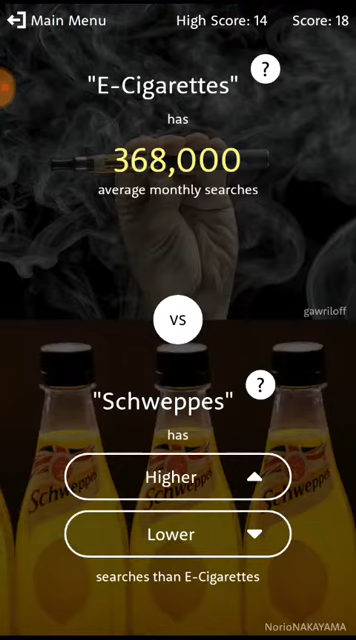 Main Menu High Score: 14 Score: 18
"E-Cigarettes" ?
has
368,000
average monthly searches
gawriloff
VS
"Schweppes" ?
has
Higher
Lower
searches than E-Cigarettes
NorioNAKAYAMA